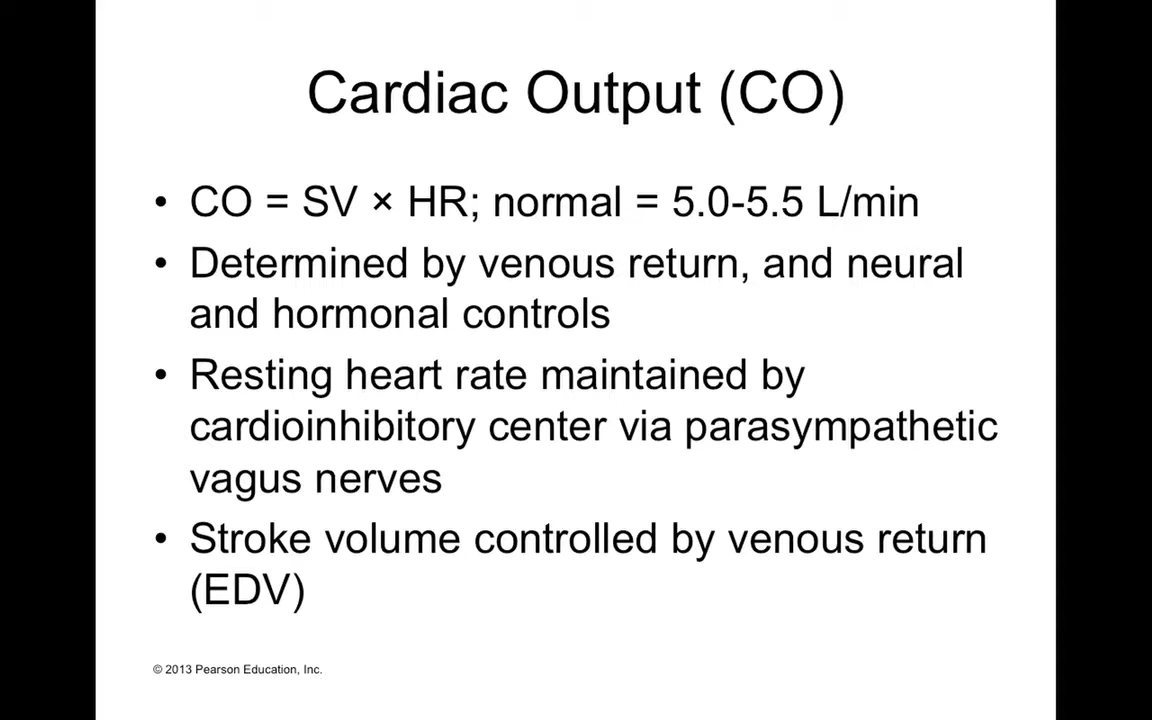 Cardiac Output (CO)
• CO = SV × HR; normal = 5.0-5.5 L/min
• Determined by venous return, and neural
and hormonal controls
• Resting heart rate maintained by
cardioinhibitory center via parasympathetic
vagus nerves
• Stroke volume controlled by venous return
(EDV)
© 2013 Pearson Education, Inc.